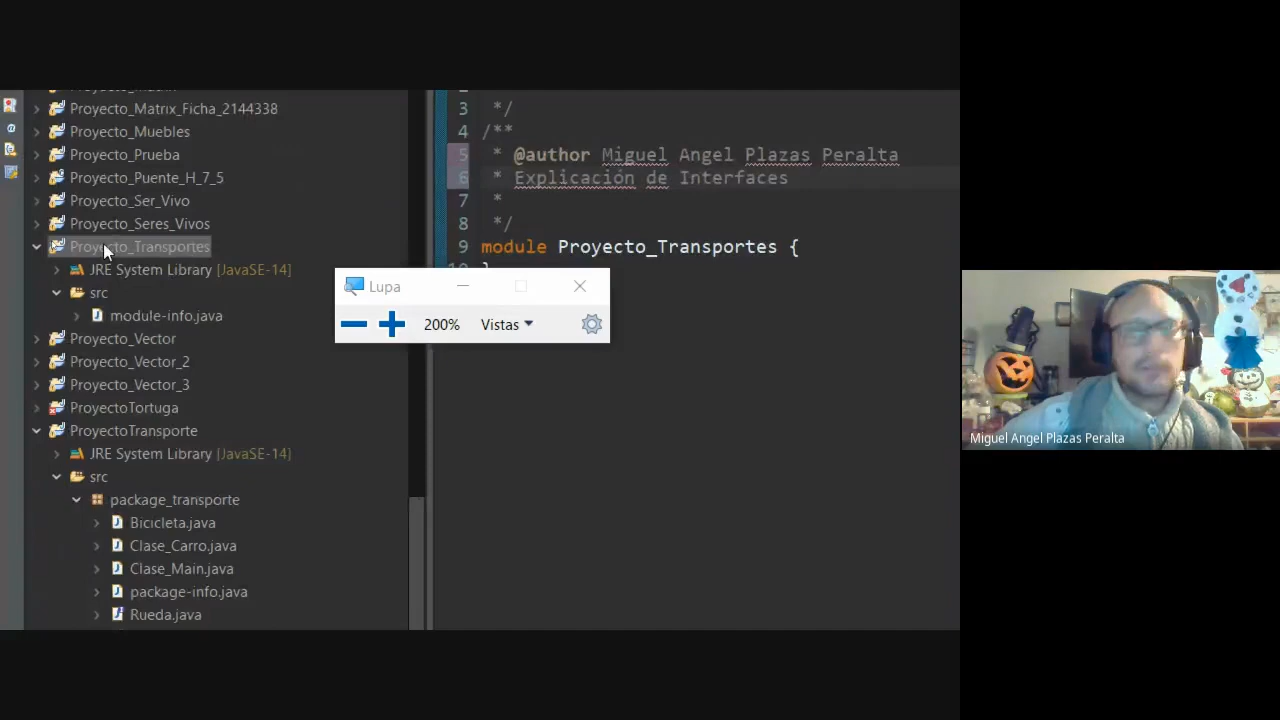 Proyecto_Matrix_Ficha_2144338
Proyecto_Muebles
Proyecto_Prueba
Proyecto_Puente_H_7_5
Proyecto_Ser_Vivo
Proyecto_Seres_Vivos
Proyecto_Transportes
JRE System Library [JavaSE-14]
src
module-info.java
Proyecto_Vector
Proyecto_Vector_2
Proyecto_Vector_3
ProyectoTortuga
ProyectoTransporte
JRE System Library [JavaSE-14]
src
package_transporte
Bicicleta.java
Clase_Carro.java
Clase_Main.java
package-info.java
Rueda.java
3 */
4 /**
5 * @author Miguel Angel Plazas Peralta
6 * Explicación de Interfaces
7 *
8 */
9 module Proyecto_Transportes {
Lupa
200% Vistas
Miguel Angel Plazas Peralta